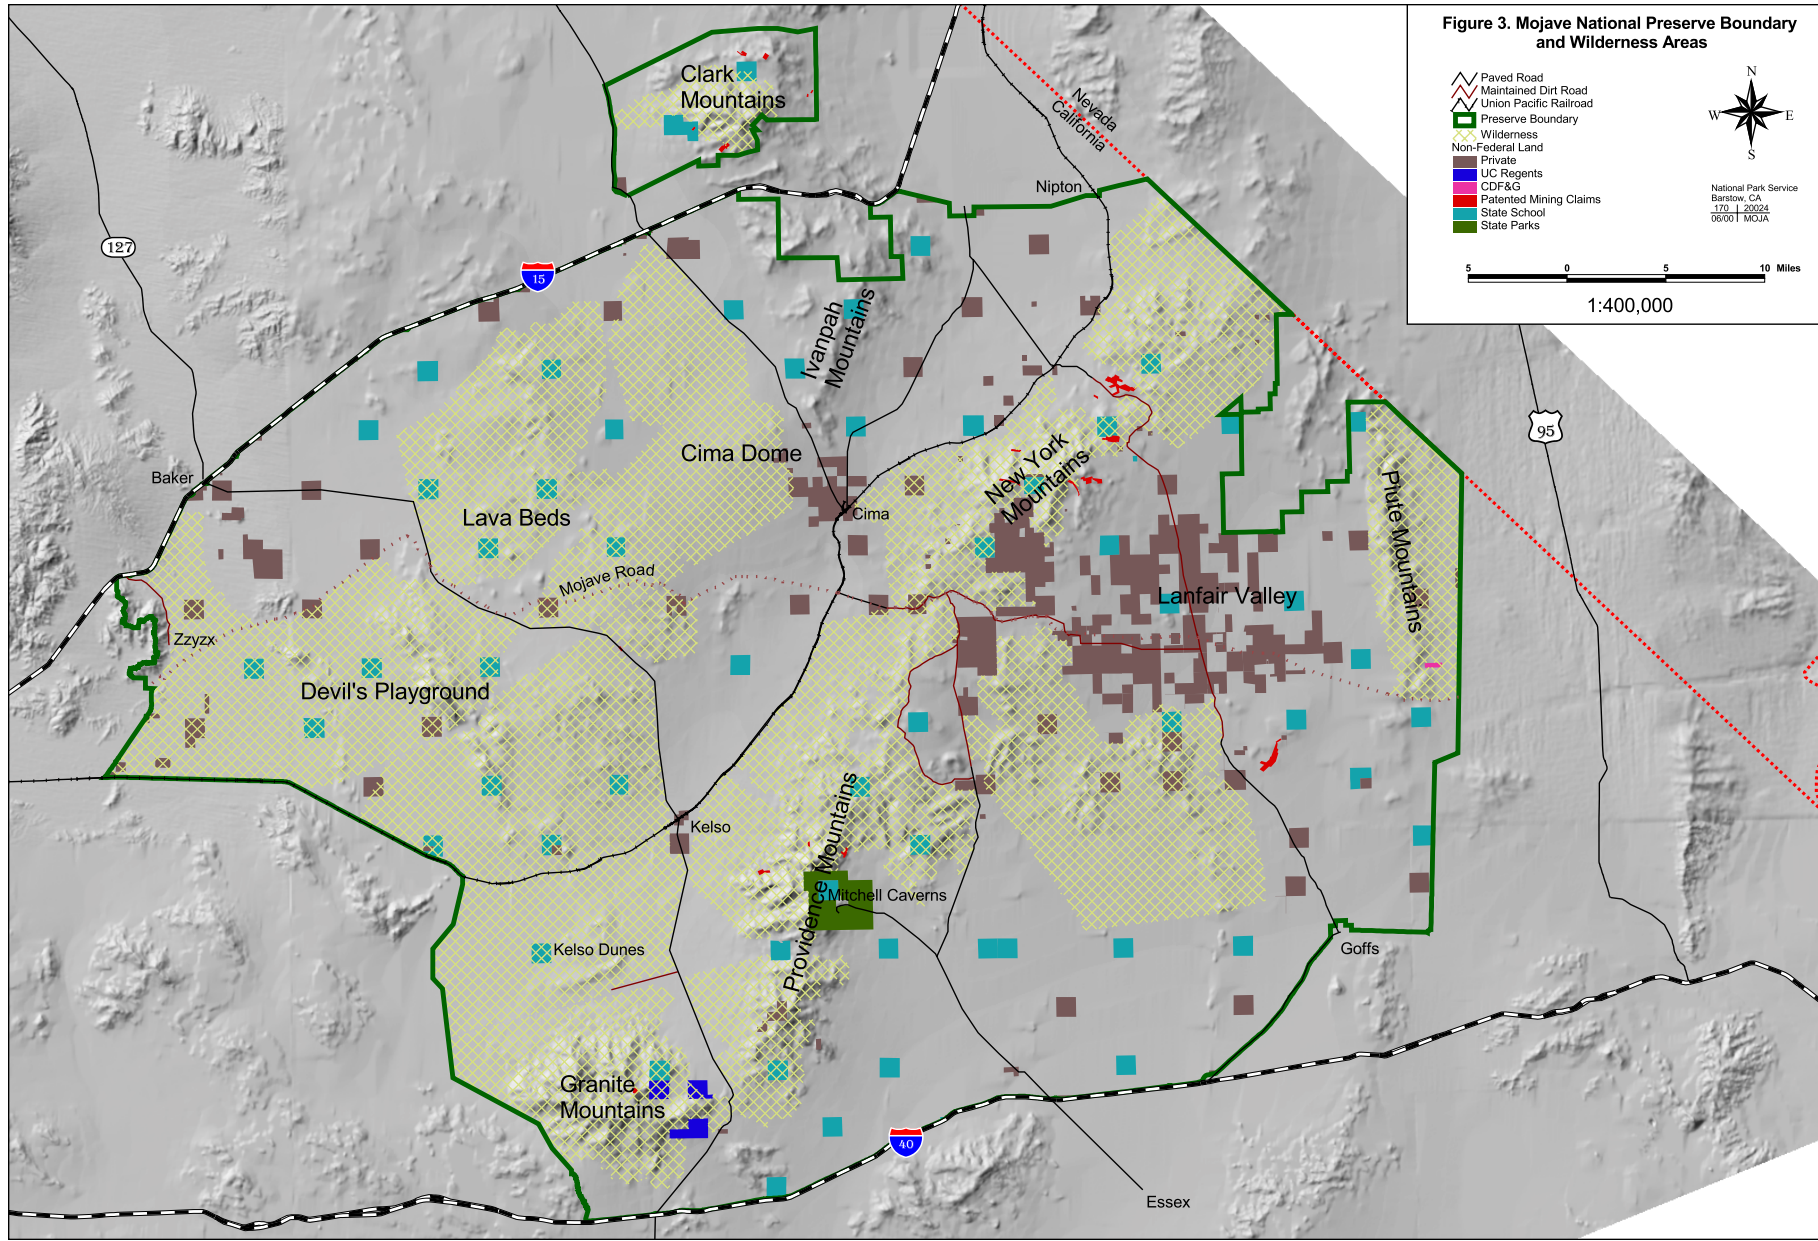 Figure 3. Mojave National Preserve Boundary
and Wilderness Areas
Paved Road
Maintained Dirt Road
Union Pacific Railroad
Preserve Boundary
Wilderness
Non-Federal Land
Private
UC Regents
CDF&G
Patented Mining Claims
State School
State Parks
N
W
E
S
National Park Service
Barstow, CA
170 | 20024
06/00 | MOJA
5 0 5 10 Miles
1:400,000
Clark
Mountains
Nevada
California
Nipton
127
15
Ivanpah
Mountains
95
Baker
Cima Dome
New York
Mountains
Piute Mountains
Lava Beds
Cima
Mojave Road
Lanfair Valley
Zzyzx
Devil's Playground
Kelso
Providence Mountains
Mitchell Caverns
Kelso Dunes
Goffs
Granite
Mountains
40
Essex